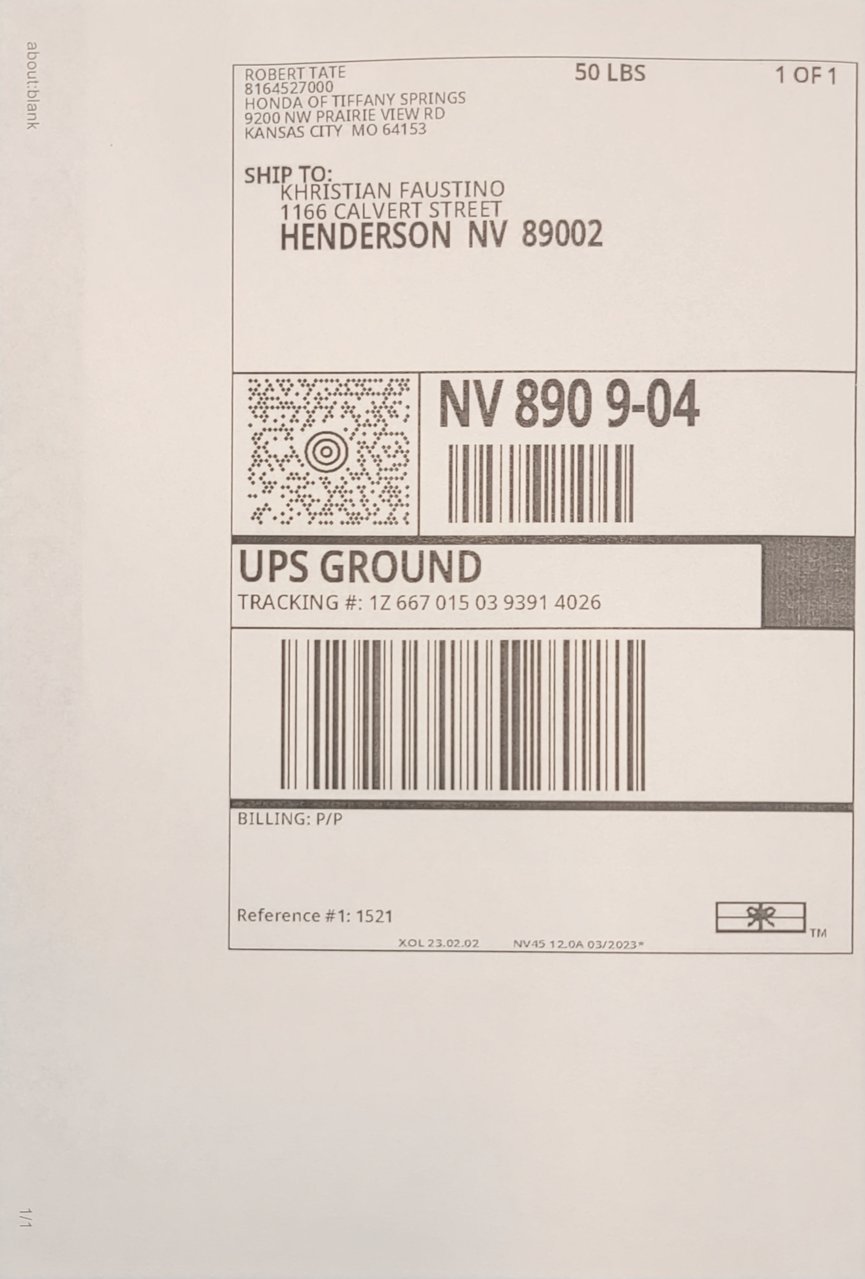 about:blank
ROBERT TATE
8164527000
HONDA OF TIFFANY SPRINGS
9200 NW PRAIRIE VIEW RD
KANSAS CITY MO 64153
50 LBS
1 OF 1
SHIP TO:
KHRISTIAN FAUSTINO
1166 CALVERT STREET
HENDERSON NV 89002
NV 890 9-04
UPS GROUND
TRACKING #: 1Z 667 015 03 9391 4026
BILLING: P/P
Reference #1: 1521
XOL 23.02.02 NV45 12.0A 03/2023*
TM
1/1